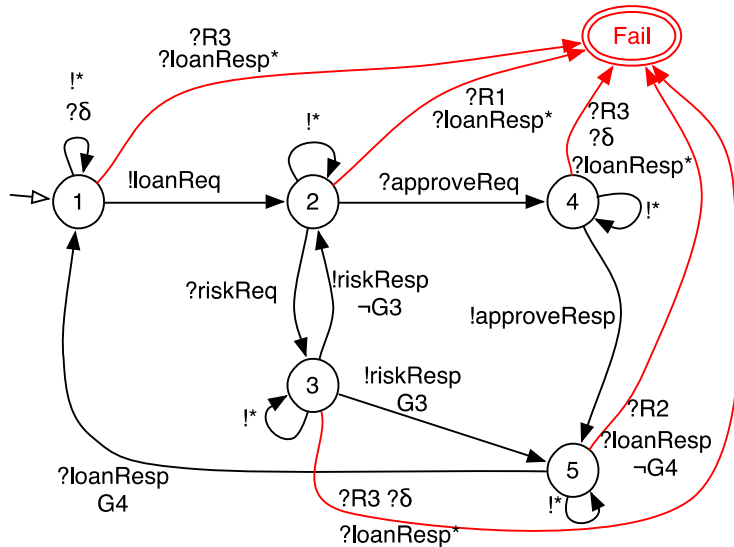 Fail
?R3
?loanResp*
!*
?δ
?R1
?loanResp*
!*
?R3
?δ
?loanResp*
!loanReq
?approveReq
1
2
4
!*
?riskReq
!riskResp
¬G3
!approveResp
3
!riskResp
G3
!*
?R2
?loanResp
¬G4
5
?loanResp
G4
?R3 ?δ
?loanResp*
!*